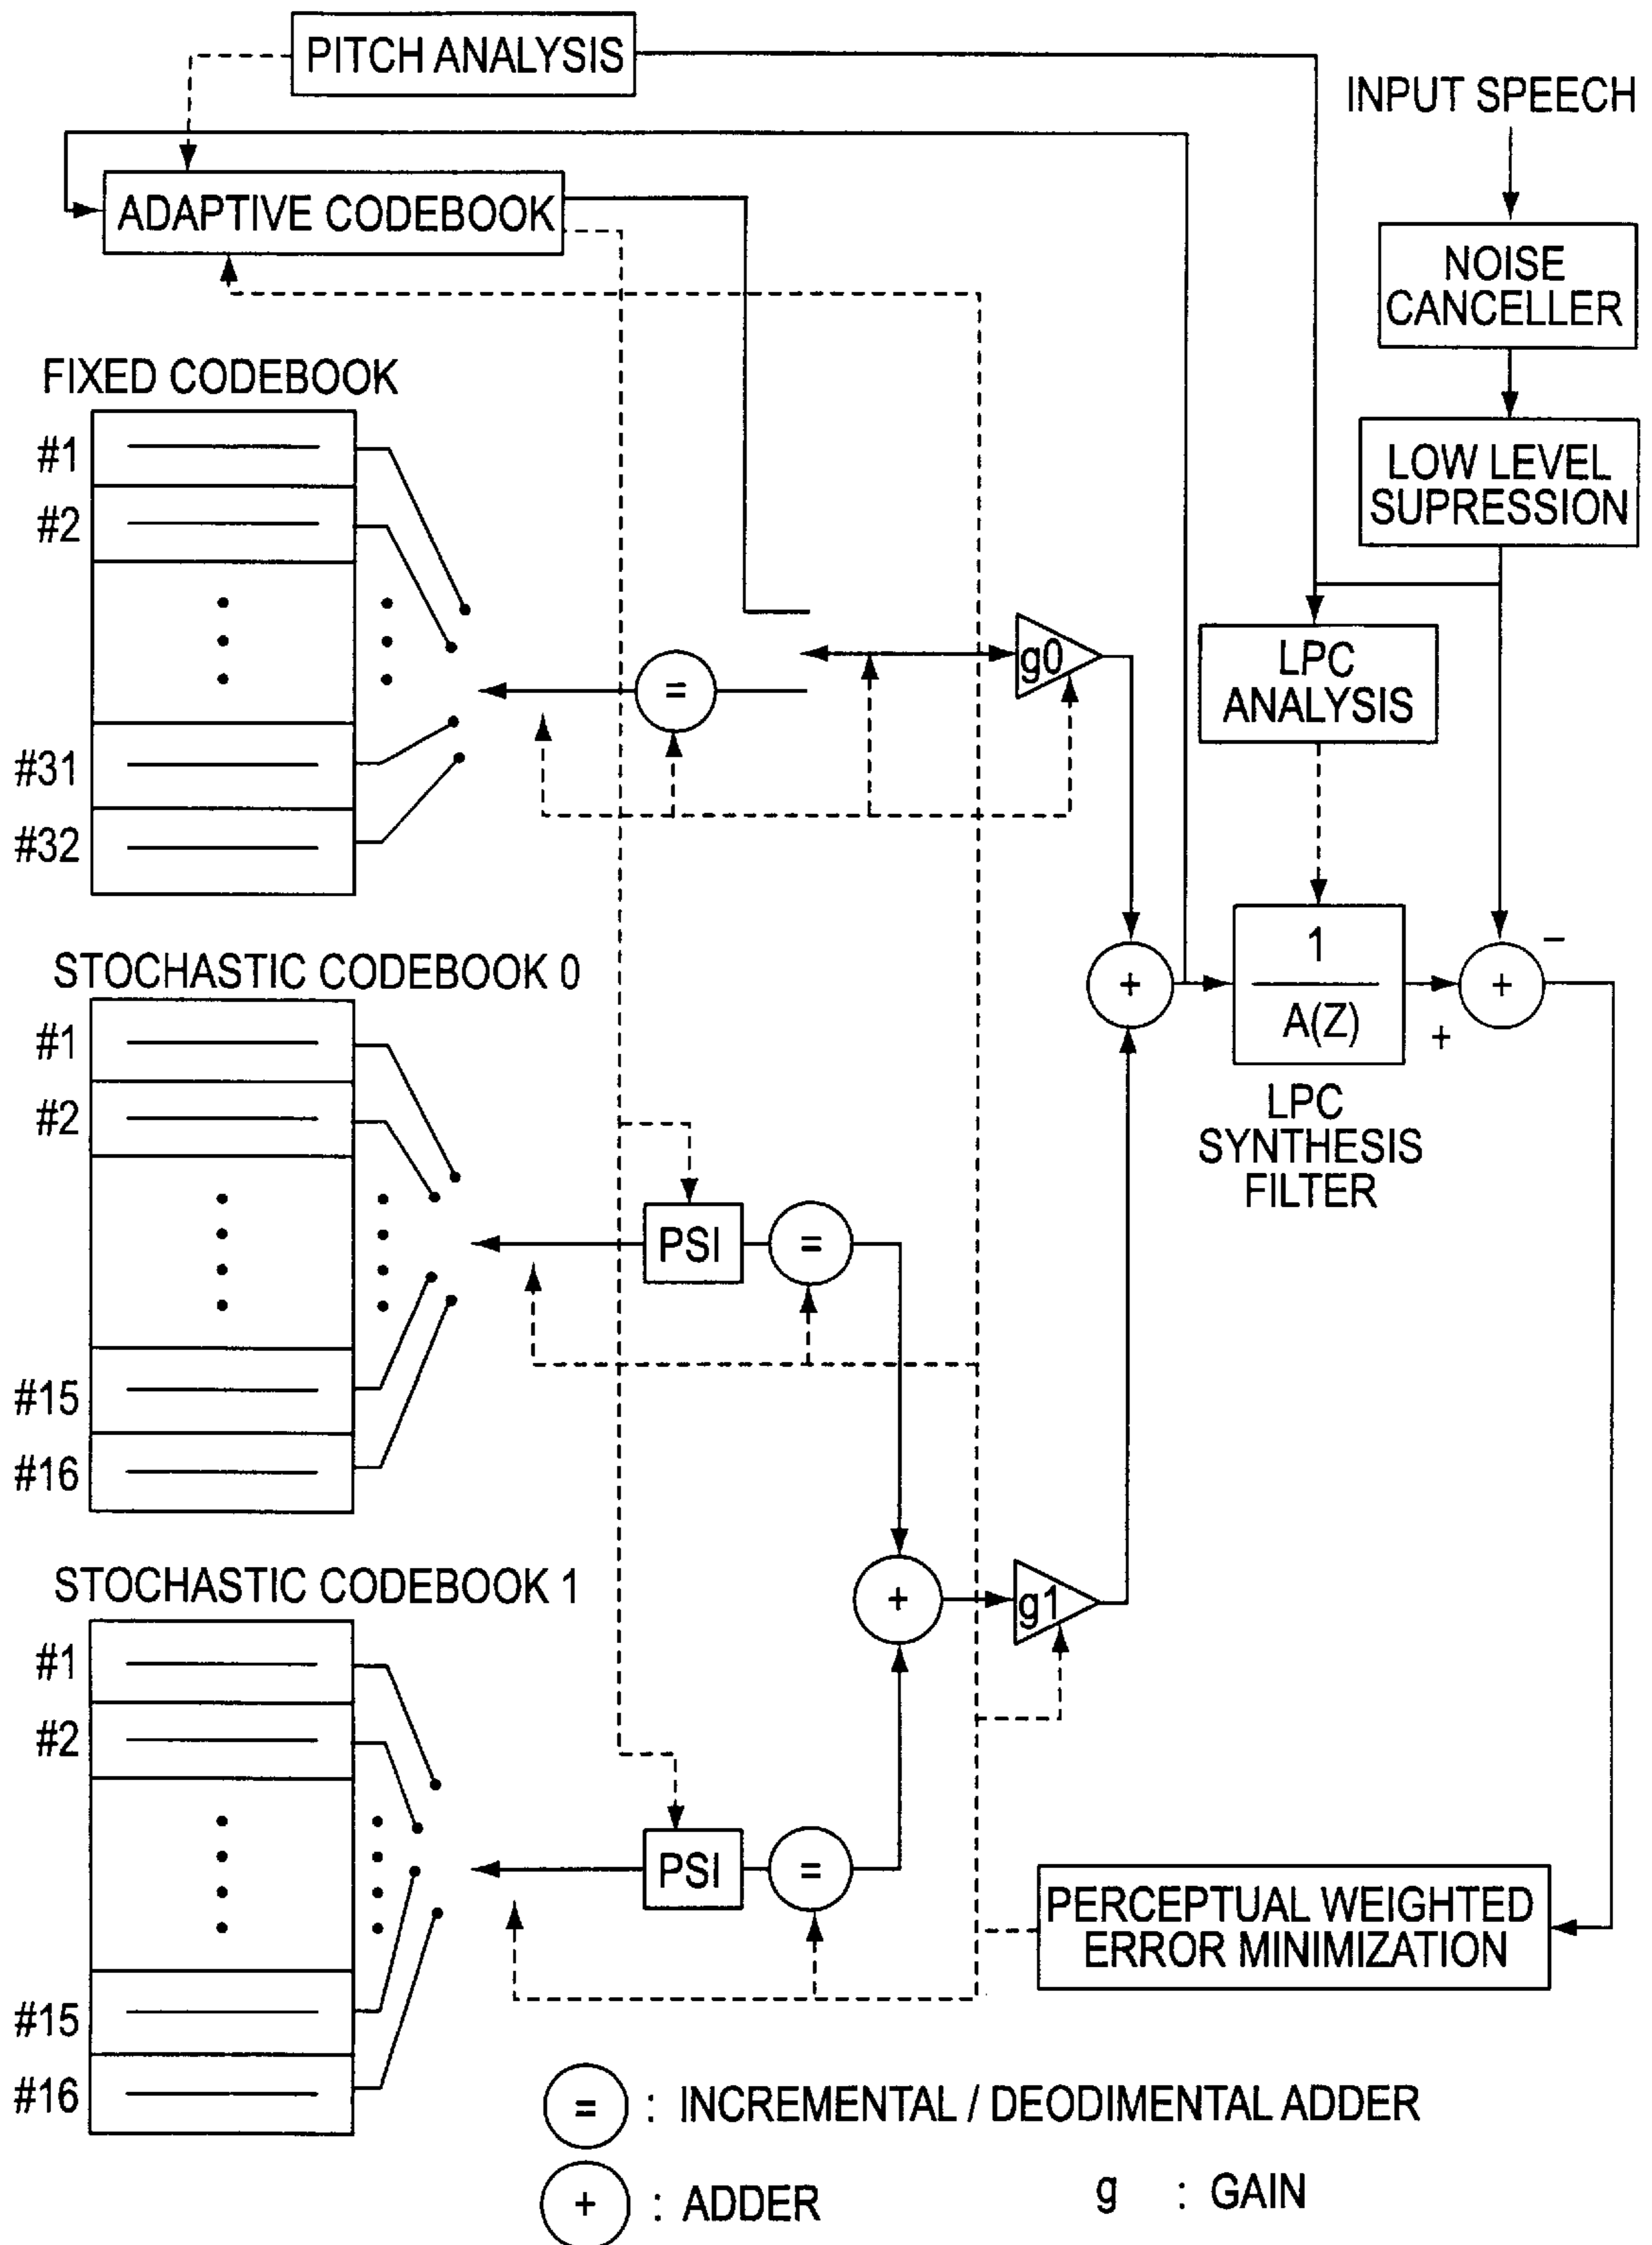 PITCH ANALYSIS
INPUT SPEECH
ADAPTIVE CODEBOOK
NOISE
CANCELLER
FIXED CODEBOOK
#1
#2
#31
#32
LOW LEVEL
SUPRESSION
=
g0
LPC
ANALYSIS
STOCHASTIC CODEBOOK 0
#1
#2
#15
#16
+
1
A(Z)
+
–
+
LPC
SYNTHESIS
FILTER
PSI
=
STOCHASTIC CODEBOOK 1
#1
#2
#15
#16
+
g1
PSI
=
PERCEPTUAL WEIGHTED
ERROR MINIMIZATION
= : INCREMENTAL / DEODIMENTAL ADDER
+ : ADDER
g : GAIN